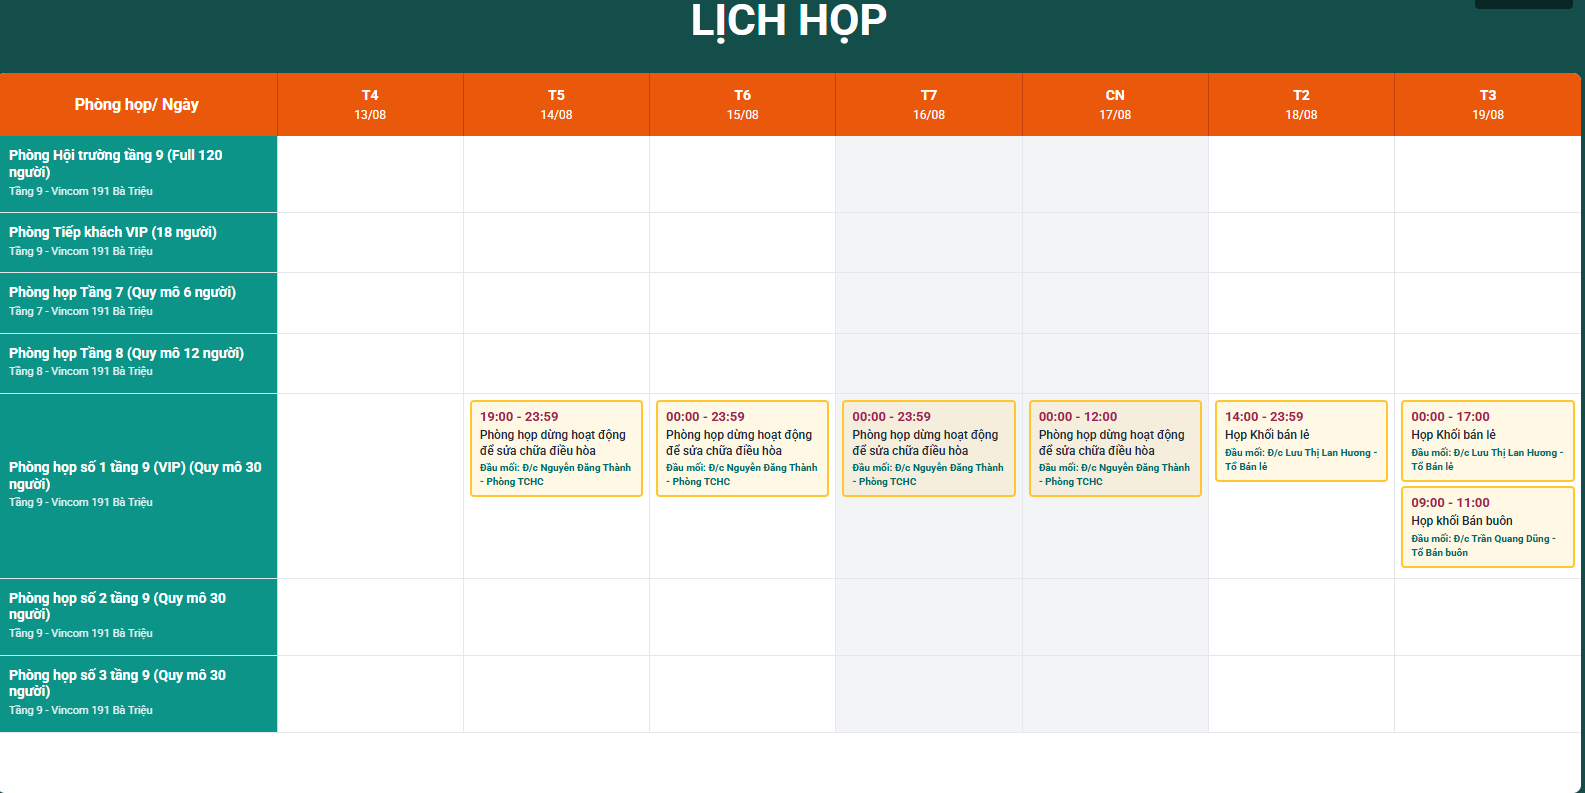 LỊCH HỌP
Phòng họp/ Ngày
T4
13/08
T5
14/08
T6
15/08
T7
16/08
CN
17/08
T2
18/08
T3
19/08
Phòng Hội trường tầng 9 (Full 120
người)
Tầng 9 - Vincom 191 Bà Triệu
Phòng Tiếp khách VIP (18 người)
Tầng 9 - Vincom 191 Bà Triệu
Phòng họp Tầng 7 (Quy mô 6 người)
Tầng 7 - Vincom 191 Bà Triệu
Phòng họp Tầng 8 (Quy mô 12 người)
Tầng 8 - Vincom 191 Bà Triệu
Phòng họp số 1 tầng 9 (VIP) (Quy mô 30
người)
Tầng 9 - Vincom 191 Bà Triệu
19:00 - 23:59
Phòng họp dừng hoạt động
để sửa chữa điều hòa
Đầu mối: Đ/c Nguyễn Đăng Thành
- Phòng TCHC
00:00 - 23:59
Phòng họp dừng hoạt động
để sửa chữa điều hòa
Đầu mối: Đ/c Nguyễn Đăng Thành
- Phòng TCHC
00:00 - 23:59
Phòng họp dừng hoạt động
để sửa chữa điều hòa
Đầu mối: Đ/c Nguyễn Đăng Thành
- Phòng TCHC
00:00 - 12:00
Phòng họp dừng hoạt động
để sửa chữa điều hòa
Đầu mối: Đ/c Nguyễn Đăng Thành
- Phòng TCHC
14:00 - 23:59
Họp Khối bán lẻ
Đầu mối: Đ/c Lưu Thị Lan Hương -
Tổ Bán lẻ
00:00 - 17:00
Họp Khối bán lẻ
Đầu mối: Đ/c Lưu Thị Lan Hương -
Tổ Bán lẻ
09:00 - 11:00
Họp khối Bán buôn
Đầu mối: Đ/c Trần Quang Dũng -
Tổ Bán buôn
Phòng họp số 2 tầng 9 (Quy mô 30
người)
Tầng 9 - Vincom 191 Bà Triệu
Phòng họp số 3 tầng 9 (Quy mô 30
người)
Tầng 9 - Vincom 191 Bà Triệu